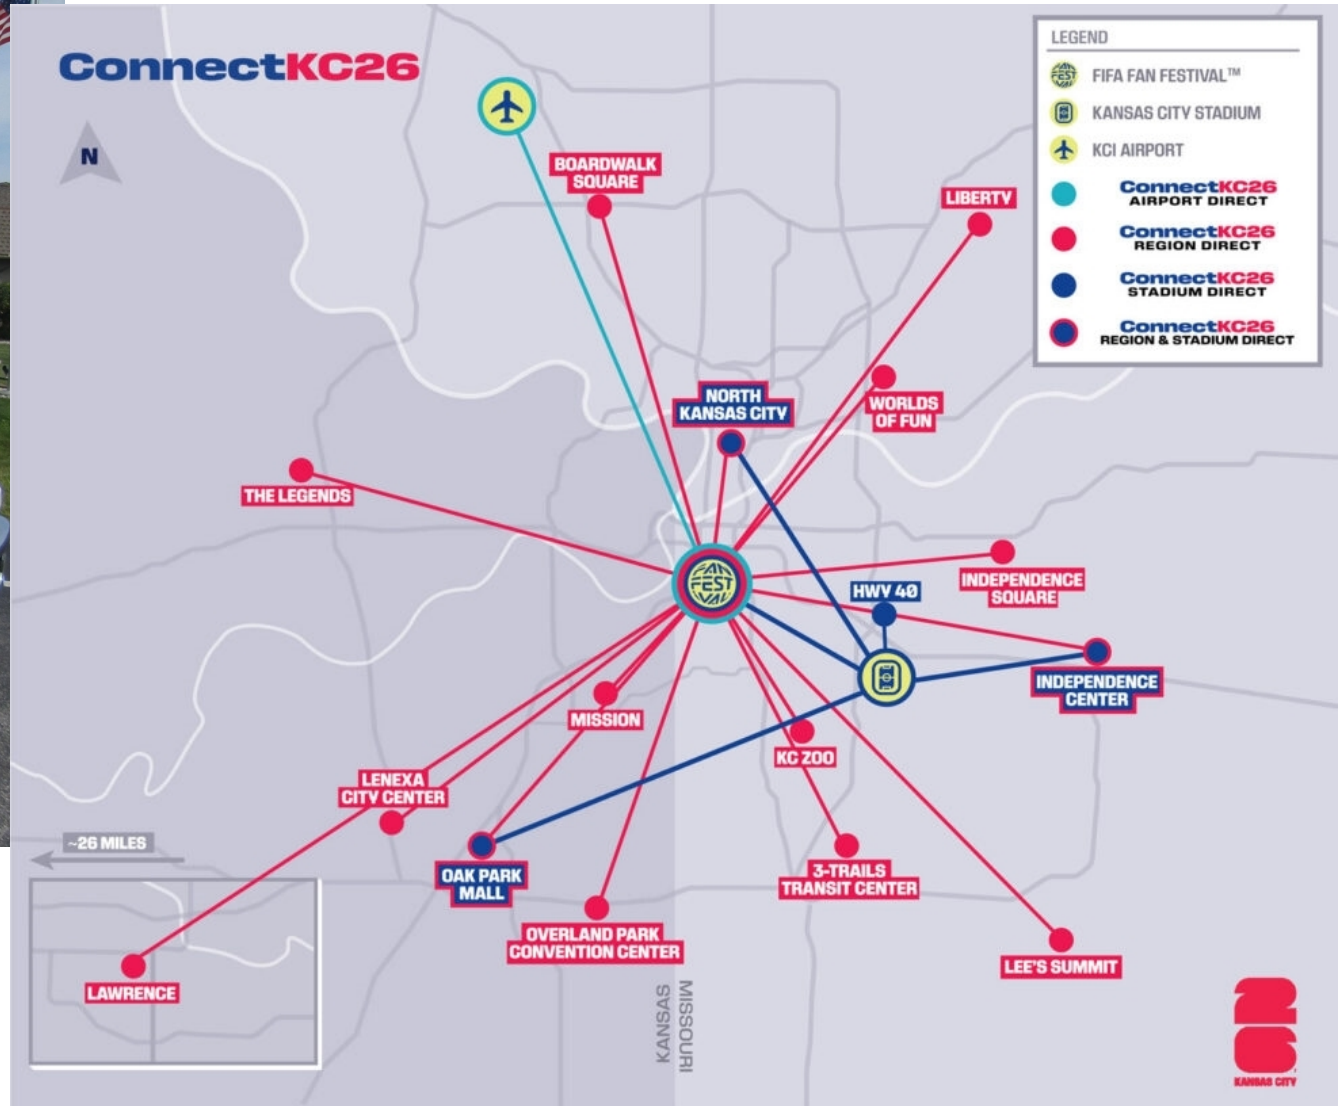 ConnectKC26
N
LEGEND
FIFA FAN FESTIVAL™
KANSAS CITY STADIUM
KCI AIRPORT
ConnectKC26
AIRPORT DIRECT
ConnectKC26
REGION DIRECT
ConnectKC26
STADIUM DIRECT
ConnectKC26
REGION & STADIUM DIRECT
BOARDWALK
SQUARE
LIBERTY
NORTH
KANSAS CITY
WORLDS
OF FUN
THE LEGENDS
FAN
FEST
VAL
INDEPENDENCE
SQUARE
HWY 40
INDEPENDENCE
CENTER
MISSION
KC ZOO
LENEXA
CITY CENTER
~26 MILES
OAK PARK
MALL
3-TRAILS
TRANSIT CENTER
OVERLAND PARK
CONVENTION CENTER
LEE'S SUMMIT
LAWRENCE
KANSAS
MISSOURI
26
KANSAS CITY